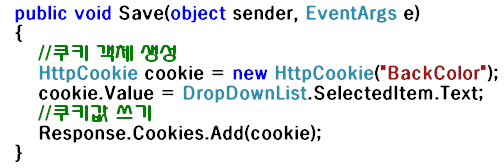 public void Save(object sender, EventArgs e)
{
//쿠키 객체 생성
HttpCookie cookie = new HttpCookie("BackColor");
cookie.Value = DropDownList.SelectedItem.Text;
//쿠키값 쓰기
Response.Cookies.Add(cookie);
}